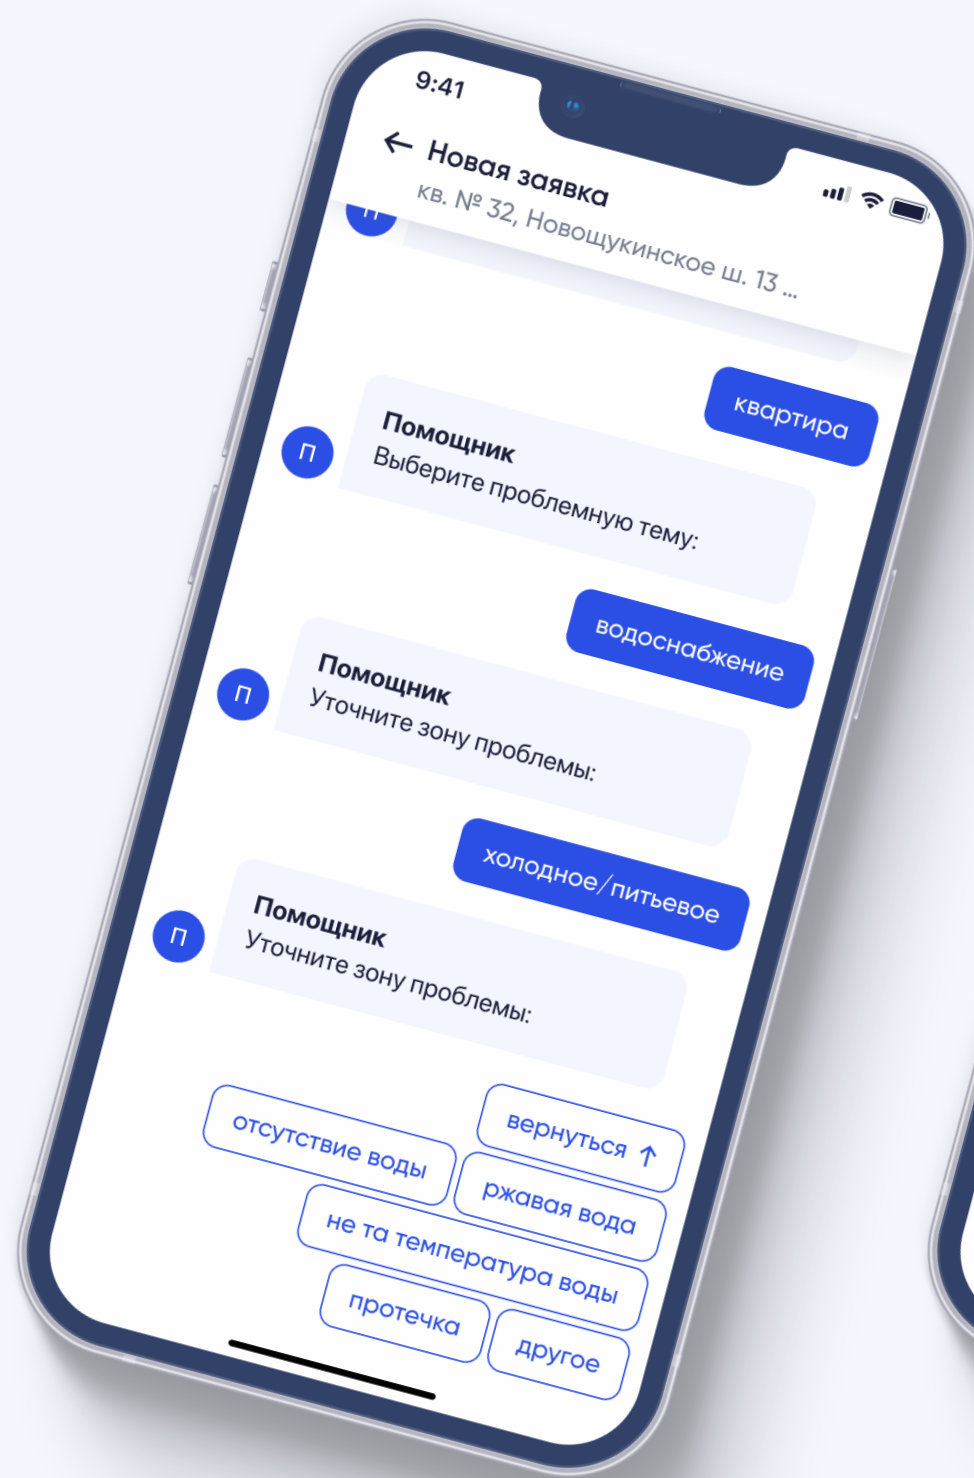 9:41
← Новая заявка
кв. № 32, Новощукинское ш. 13 ...
П
квартира
П
Помощник
Выберите проблемную тему:
водоснабжение
П
Помощник
Уточните зону проблемы:
холодное/питьевое
П
Помощник
Уточните зону проблемы:
вернуться ↑
отсутствие воды
ржавая вода
не та температура воды
протечка
другое